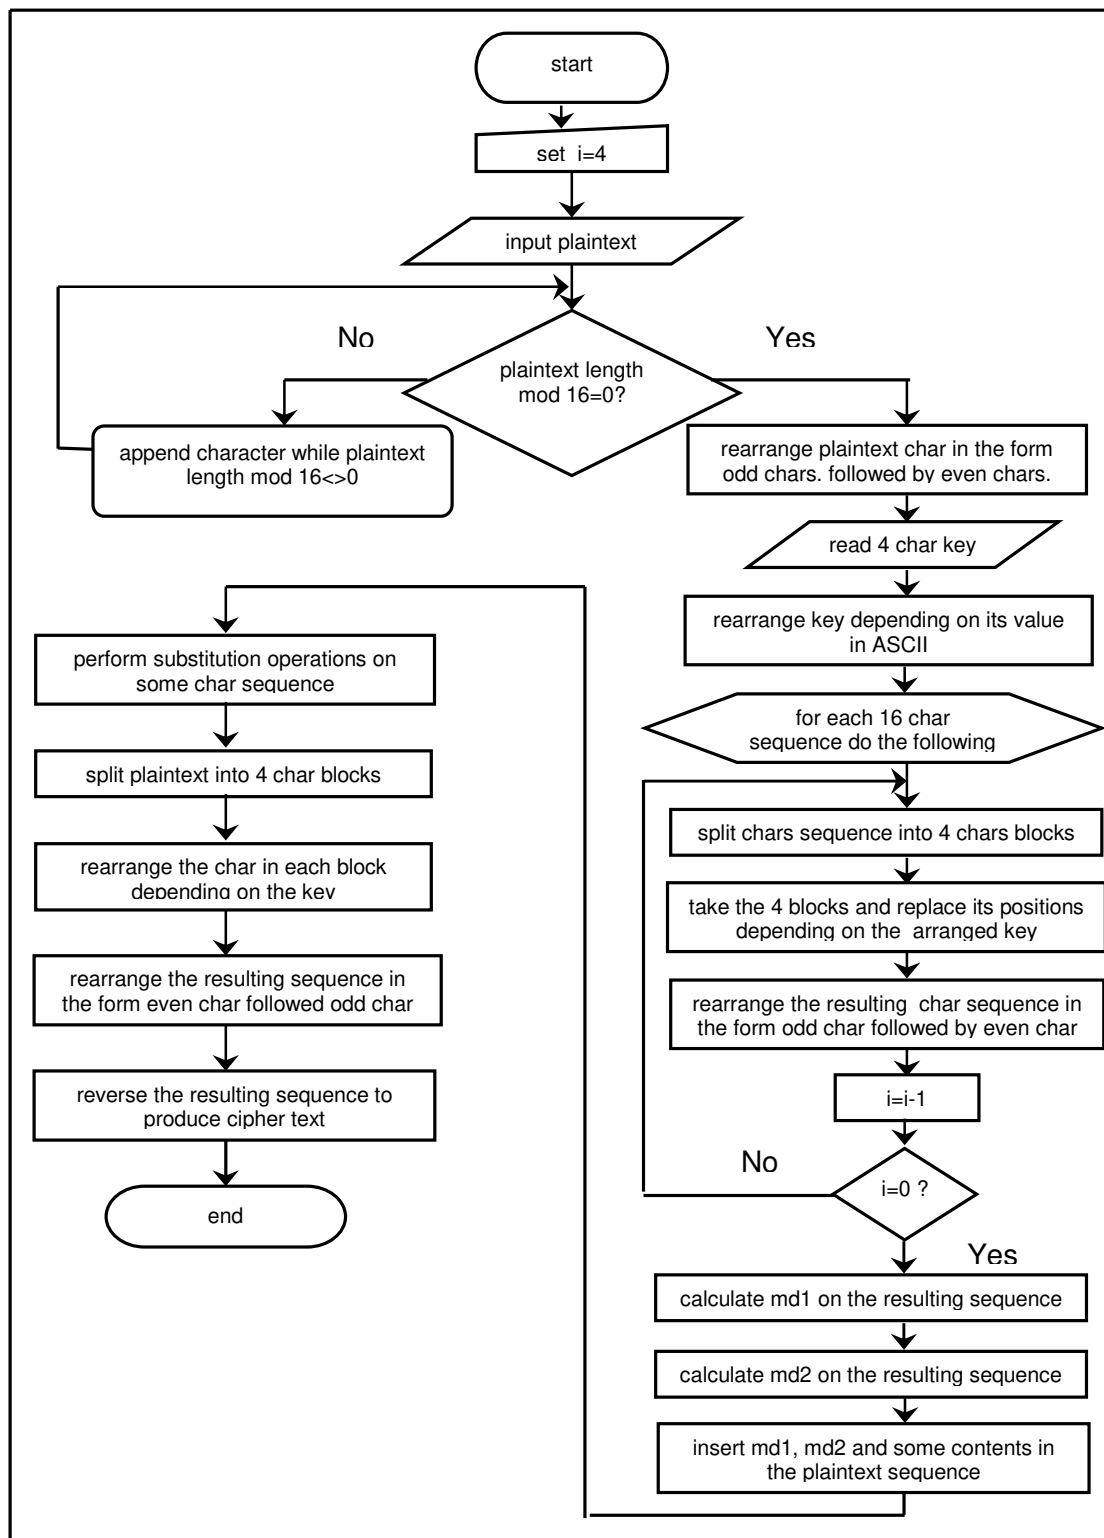 start
set i=4
input plaintext
No
Yes
plaintext length
mod 16=0?
append character while plaintext
length mod 16<>0
rearrange plaintext char in the form
odd chars. followed by even chars.
read 4 char key
rearrange key depending on its value
in ASCII
for each 16 char
sequence do the following
split chars sequence into 4 chars blocks
take the 4 blocks and replace its positions
depending on the arranged key
rearrange the resulting char sequence in
the form odd char followed by even char
i=i-1
No
i=0 ?
Yes
calculate md1 on the resulting sequence
calculate md2 on the resulting sequence
insert md1, md2 and some contents in
the plaintext sequence
perform substitution operations on
some char sequence
split plaintext into 4 char blocks
rearrange the char in each block
depending on the key
rearrange the resulting sequence in
the form even char followed odd char
reverse the resulting sequence to
produce cipher text
end